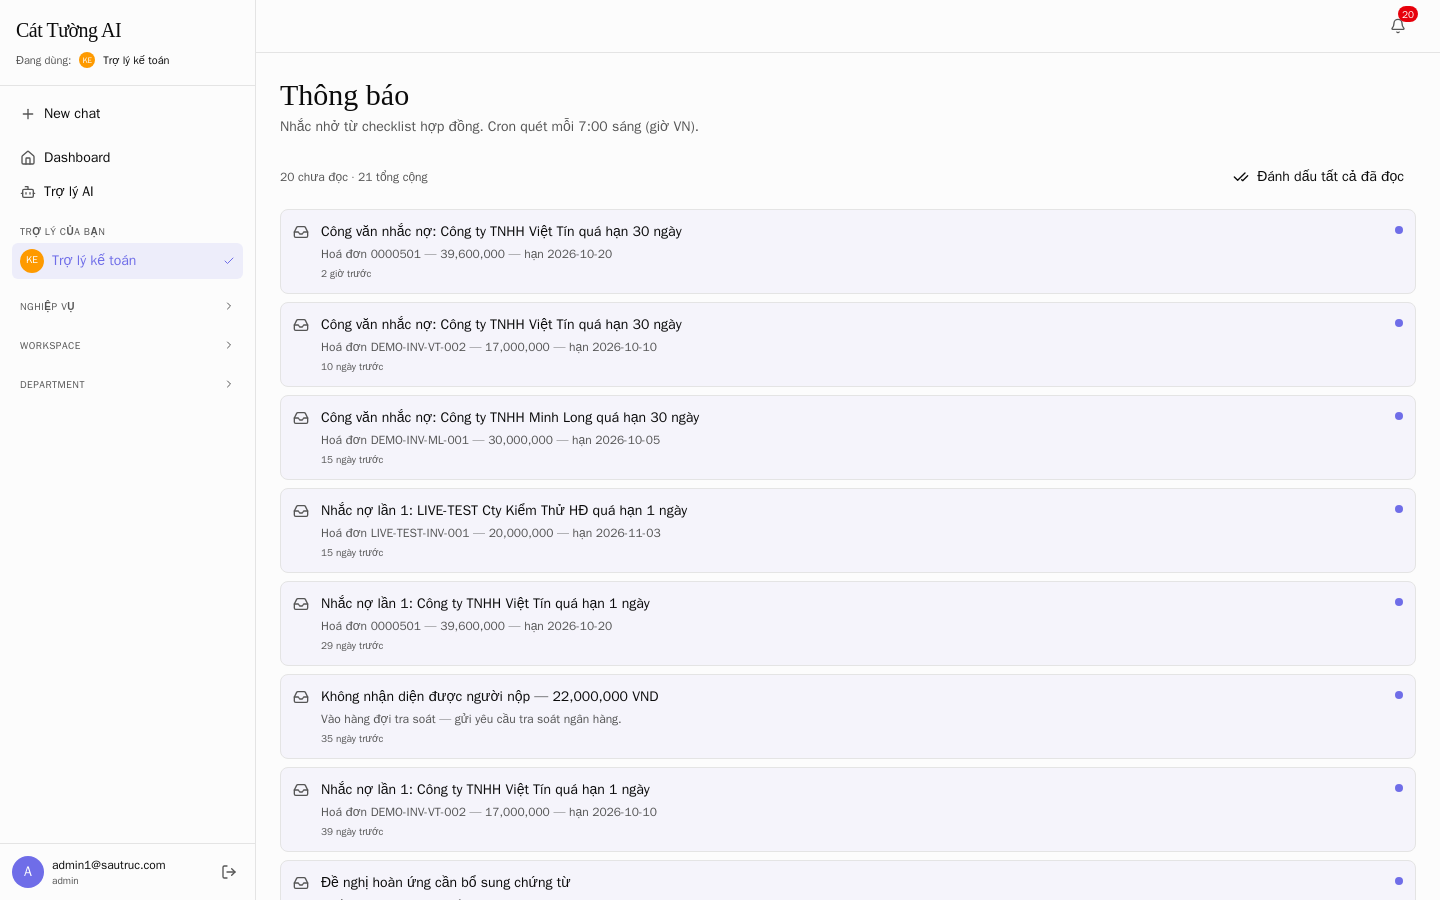 Cát Tường AI
Đang dùng: KE Trợ lý kế toán
New chat
Dashboard
Trợ lý AI
TRỢ LÝ CỦA BẠN
KE Trợ lý kế toán
NGHIỆP VỤ
WORKSPACE
DEPARTMENT
A
admin1@sautruc.com
admin
20
Thông báo
Nhắc nhở từ checklist hợp đồng. Cron quét mỗi 7:00 sáng (giờ VN).
20 chưa đọc · 21 tổng cộng
Đánh dấu tất cả đã đọc
Công văn nhắc nợ: Công ty TNHH Việt Tín quá hạn 30 ngày
Hoá đơn 0000501 — 39,600,000 — hạn 2026-10-20
2 giờ trước
Công văn nhắc nợ: Công ty TNHH Việt Tín quá hạn 30 ngày
Hoá đơn DEMO-INV-VT-002 — 17,000,000 — hạn 2026-10-10
10 ngày trước
Công văn nhắc nợ: Công ty TNHH Minh Long quá hạn 30 ngày
Hoá đơn DEMO-INV-ML-001 — 30,000,000 — hạn 2026-10-05
15 ngày trước
Nhắc nợ lần 1: LIVE-TEST Cty Kiểm Thử HĐ quá hạn 1 ngày
Hoá đơn LIVE-TEST-INV-001 — 20,000,000 — hạn 2026-11-03
15 ngày trước
Nhắc nợ lần 1: Công ty TNHH Việt Tín quá hạn 1 ngày
Hoá đơn 0000501 — 39,600,000 — hạn 2026-10-20
29 ngày trước
Không nhận diện được người nộp — 22,000,000 VND
Vào hàng đợi tra soát — gửi yêu cầu tra soát ngân hàng.
35 ngày trước
Nhắc nợ lần 1: Công ty TNHH Việt Tín quá hạn 1 ngày
Hoá đơn DEMO-INV-VT-002 — 17,000,000 — hạn 2026-10-10
39 ngày trước
Đề nghị hoàn ứng cần bổ sung chứng từ